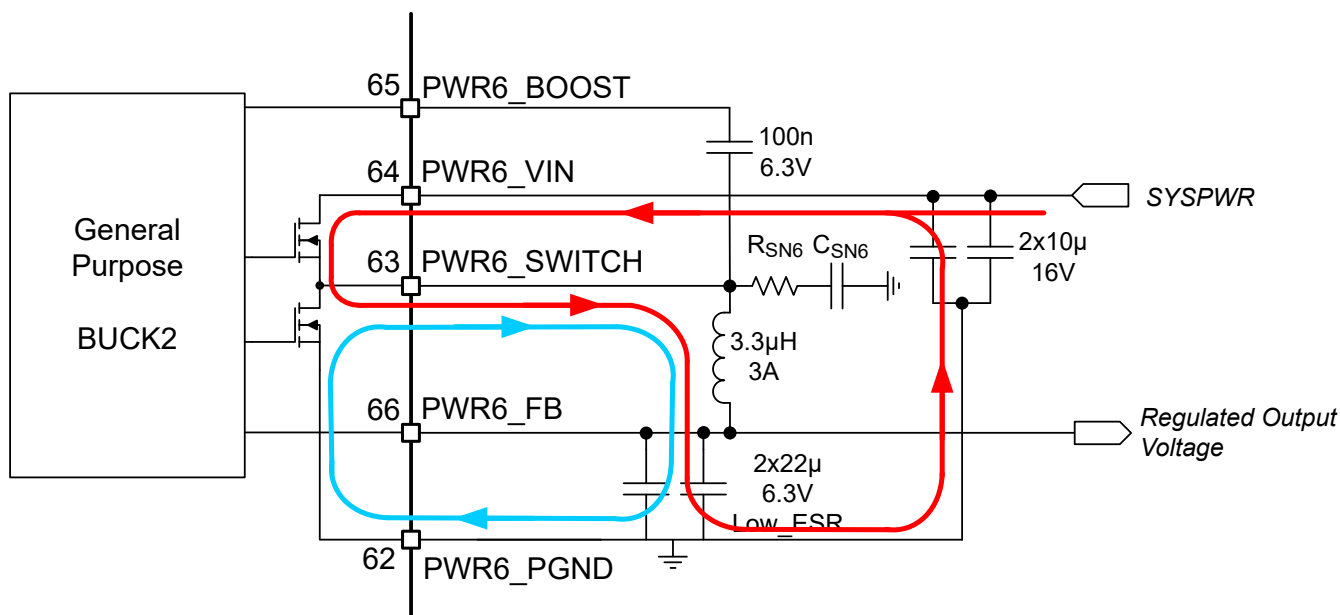 65
PWR6_BOOST
100n
6.3V
64
PWR6_VIN
SYSPWR
General
Purpose
BUCK2
63
PWR6_SWITCH
RSN6
CSN6
2x10µ
16V
3.3µH
3A
66
PWR6_FB
Regulated Output
Voltage
2x22µ
6.3V
Low_ESR
62
PWR6_PGND